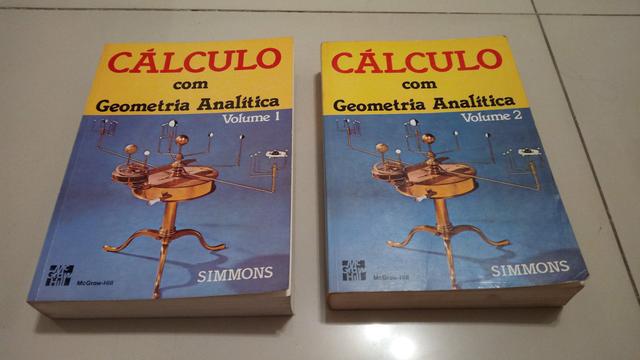 CÁLCULO
com
Geometria Analítica
Volume 1
SIMMONS
McGraw-Hill
CÁLCULO
com
Geometria Analítica
Volume 2
SIMMONS
McGraw-Hill